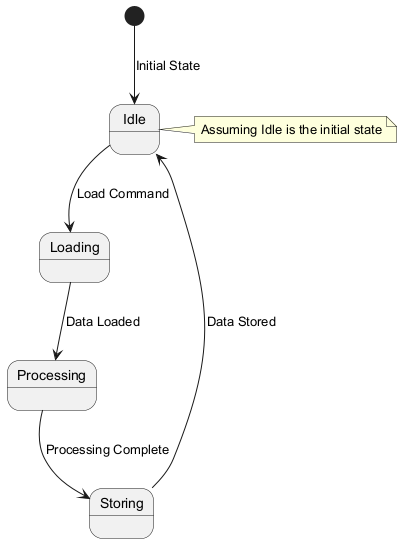 Initial State
Idle
Assuming Idle is the initial state
Load Command
Loading
Data Loaded
Data Stored
Processing
Processing Complete
Storing